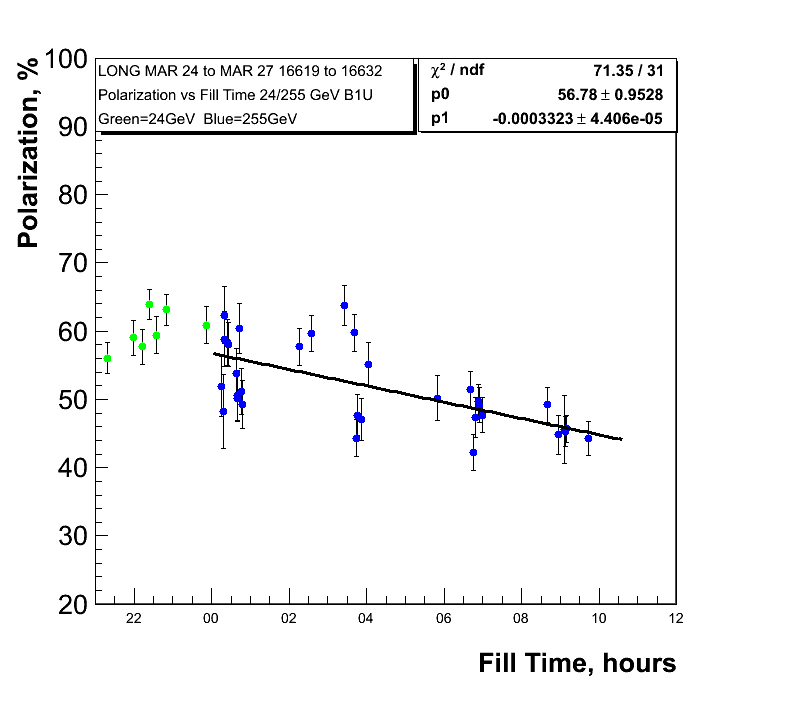 LONG MAR 24 to MAR 27 16619 to 16632
Polarization vs Fill Time 24/255 GeV B1U
Green=24GeV  Blue=255GeV
χ² / ndf 71.35 / 31
p0 56.78 ± 0.9528
p1 -0.0003323 ± 4.406e-05
Polarization, %
100
90
80
70
60
50
40
30
20
22 00 02 04 06 08 10 12
Fill Time, hours